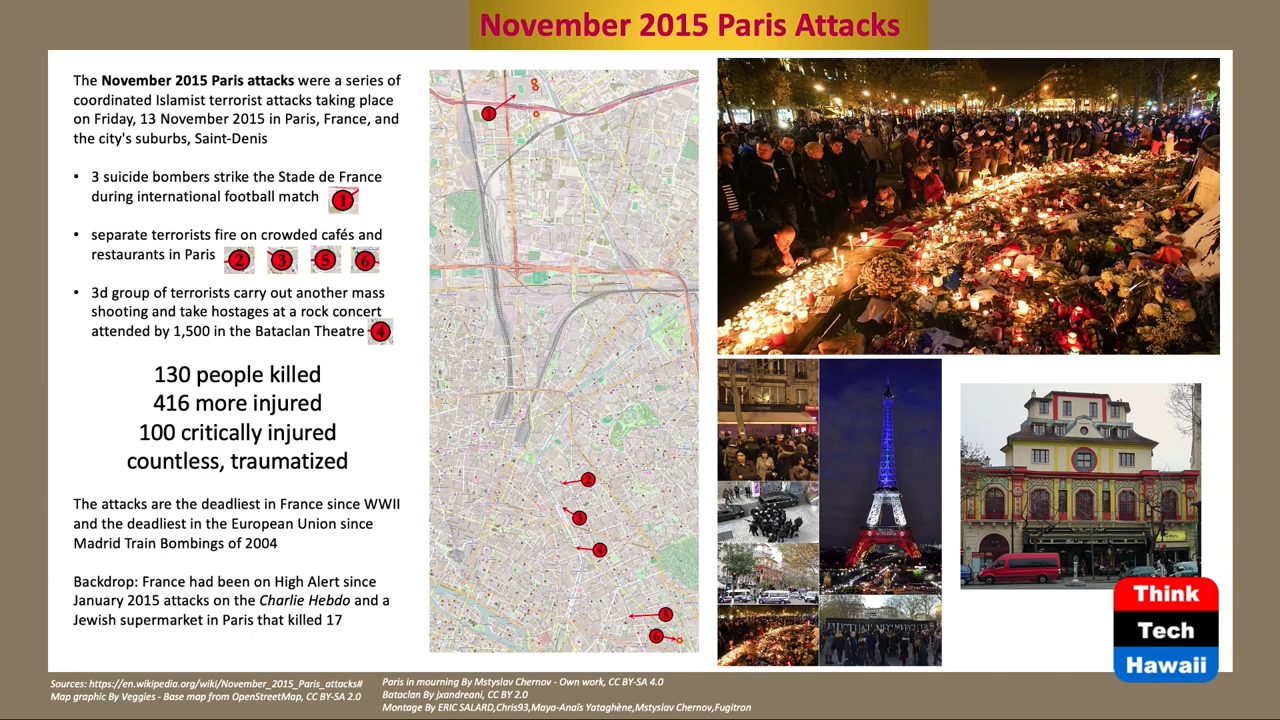 November 2015 Paris Attacks
The November 2015 Paris attacks were a series of
coordinated Islamist terrorist attacks taking place
on Friday, 13 November 2015 in Paris, France, and
the city's suburbs, Saint-Denis
• 3 suicide bombers strike the Stade de France
during international football match 1
• separate terrorists fire on crowded cafés and
restaurants in Paris 2 3 5 6
• 3d group of terrorists carry out another mass
shooting and take hostages at a rock concert
attended by 1,500 in the Bataclan Theatre 4
130 people killed
416 more injured
100 critically injured
countless, traumatized
The attacks are the deadliest in France since WWII
and the deadliest in the European Union since
Madrid Train Bombings of 2004
Backdrop: France had been on High Alert since
January 2015 attacks on the Charlie Hebdo and a
Jewish supermarket in Paris that killed 17
1
2
3
4
5
6
Think
Tech
Hawaii
Sources: https://en.wikipedia.org/wiki/November_2015_Paris_attacks#
Map graphic By Veggies - Base map from OpenStreetMap, CC BY-SA 2.0
Paris in mourning By Mstyslav Chernov - Own work, CC BY-SA 4.0
Bataclan By jxandreani, CC BY 2.0
Montage By ERIC SALARD,Chris93,Maya-Anaïs Yataghène,Mstyslav Chernov,Fugitron